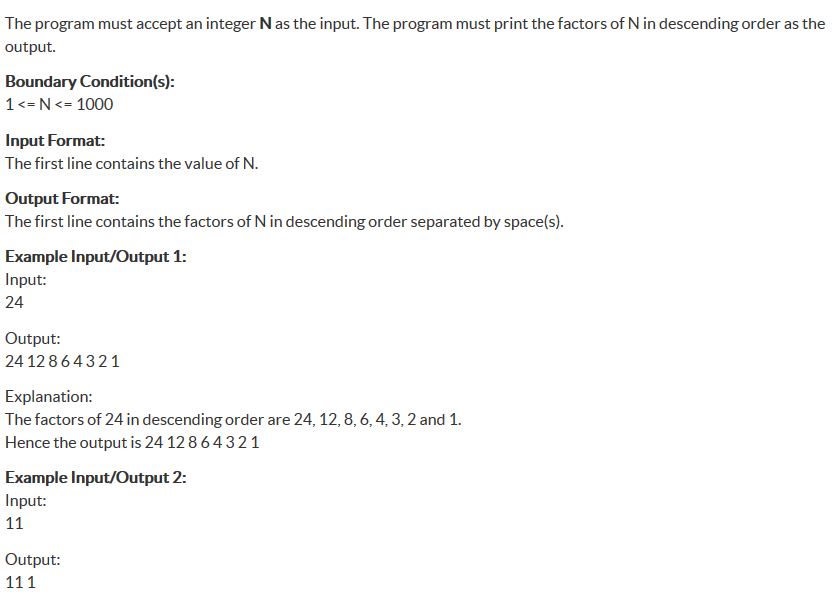 The program must accept an integer N as the input. The program must print the factors of N in descending order as the
output.
Boundary Condition(s):
1 <= N <= 1000
Input Format:
The first line contains the value of N.
Output Format:
The first line contains the factors of N in descending order separated by space(s).
Example Input/Output 1:
Input:
24
Output:
24 12 8 6 4 3 2 1
Explanation:
The factors of 24 in descending order are 24, 12, 8, 6, 4, 3, 2 and 1.
Hence the output is 24 12 8 6 4 3 2 1
Example Input/Output 2:
Input:
11
Output:
11 1